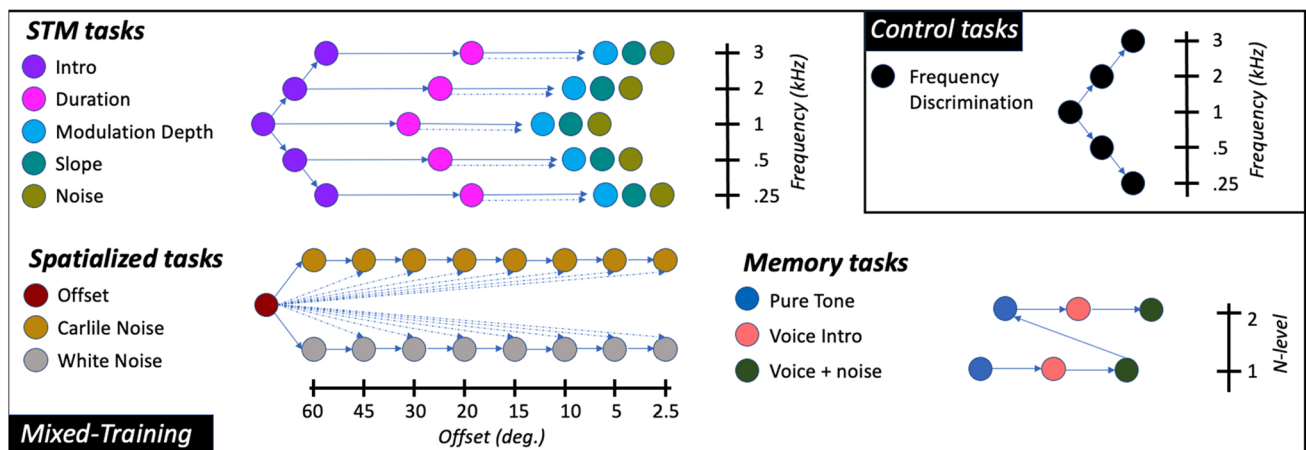 STM tasks
Intro
Duration
Modulation Depth
Slope
Noise
3
2
1
.5
.25
Frequency (kHz)
Control tasks
Frequency
Discrimination
3
2
1
.5
.25
Frequency (kHz)
Spatialized tasks
Offset
Carlile Noise
White Noise
60 45 30 20 15 10 5 2.5
Offset (deg.)
Mixed-Training
Memory tasks
Pure Tone
Voice Intro
Voice + noise
2
1
N-level